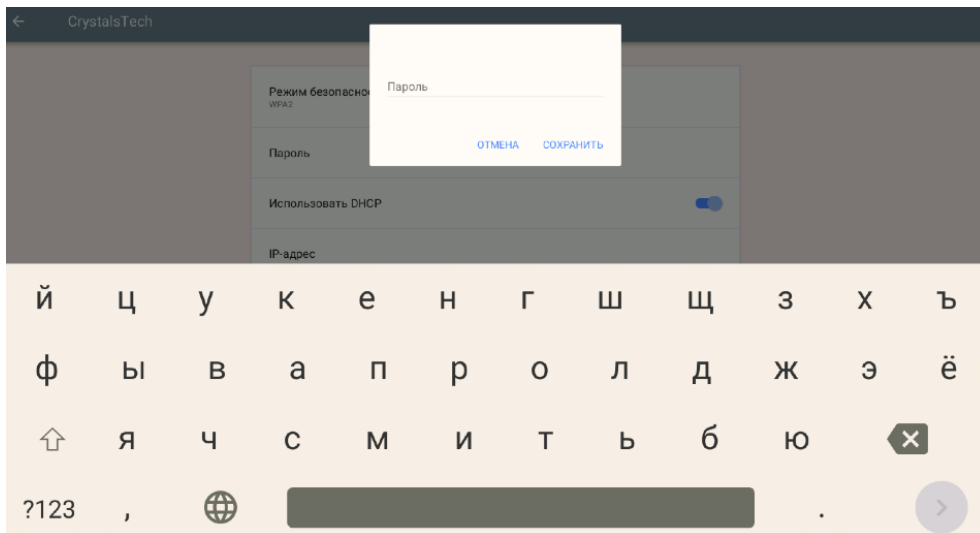 CrystalsTech
Режим безопасно
WPA2
Пароль
ОТМЕНА СОХРАНИТЬ
Пароль
Использовать DHCP
IP-адрес
й ц у к е н г ш щ з х ъ
ф ы в а п р о л д ж э ё
я ч с м и т ь б ю
?123 , .